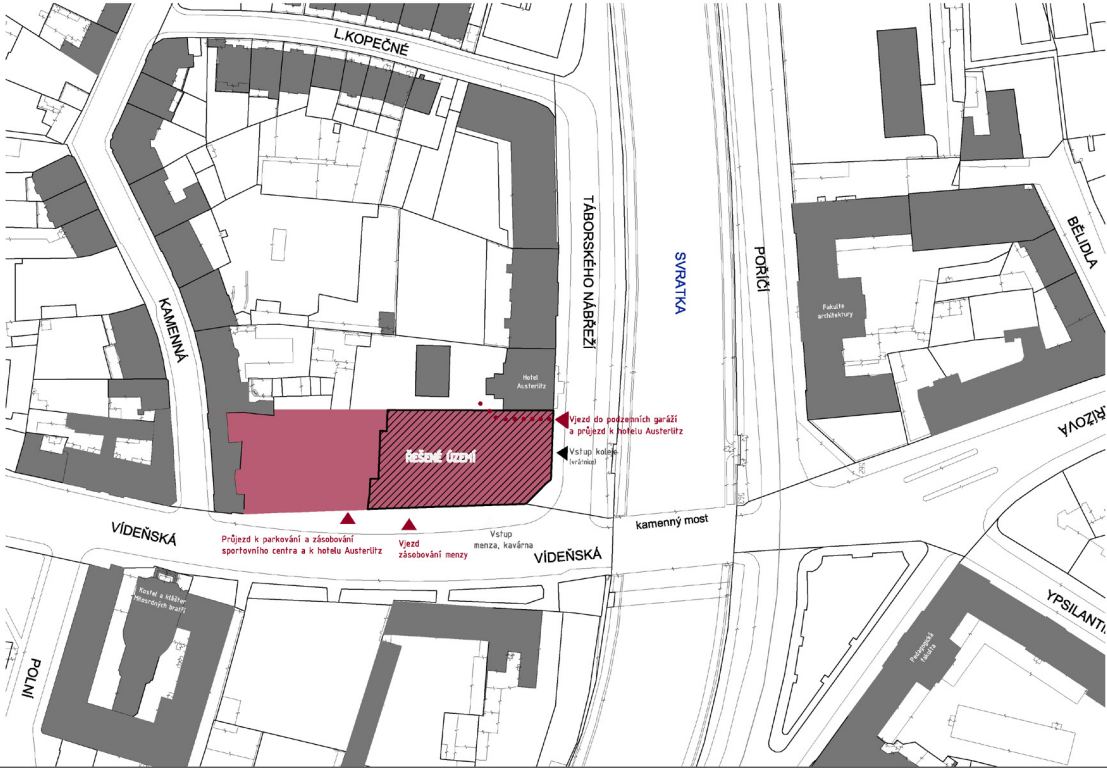 L.KOPEČNÉ
TÁBORSKÉHO NÁBŘEŽÍ
SVRATKA
POŘÍČÍ
BĚLIDLA
KAMENNÁ
Fakulta
architektury
Hotel
Austerlitz
Vjezd do podzemních garáží
a průjezd k hotelu Austerlitz
ŘEŠENÉ ÚZEMÍ
Vstup koleje
(vrátnice)
ŘÍŽOVÁ
kamenný most
VÍDEŇSKÁ
Průjezd k parkování a zásobování
sportovního centra a k hotelu Austerlitz
Vjezd
zásobování menzy
Vstup
menza, kavárna
VÍDEŇSKÁ
Kostel a klášter
Milosrdných bratří
YPSILANTI
Pedagogická
fakulta
POLNÍ